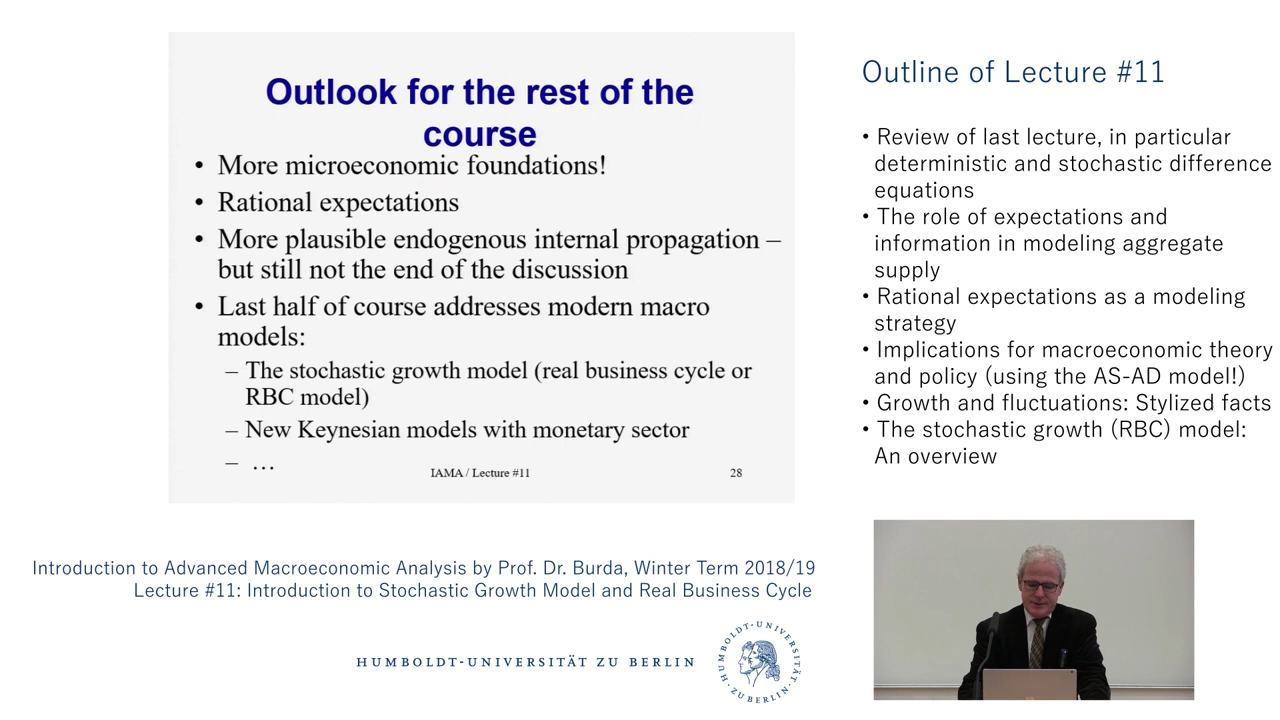 Outlook for the rest of the
course
• More microeconomic foundations!
• Rational expectations
• More plausible endogenous internal propagation –
but still not the end of the discussion
• Last half of course addresses modern macro
models:
– The stochastic growth model (real business cycle or
RBC model)
– New Keynesian models with monetary sector
– …
IAMA / Lecture #11
28
Outline of Lecture #11
• Review of last lecture, in particular
deterministic and stochastic difference
equations
• The role of expectations and
information in modeling aggregate
supply
• Rational expectations as a modeling
strategy
• Implications for macroeconomic theory
and policy (using the AS-AD model!)
• Growth and fluctuations: Stylized facts
• The stochastic growth (RBC) model:
An overview
Introduction to Advanced Macroeconomic Analysis by Prof. Dr. Burda, Winter Term 2018/19
Lecture #11: Introduction to Stochastic Growth Model and Real Business Cycle
HUMBOLDT-UNIVERSITÄT ZU BERLIN
HUMBOLDT-UNIVERSITÄT
·ZU BERLIN·